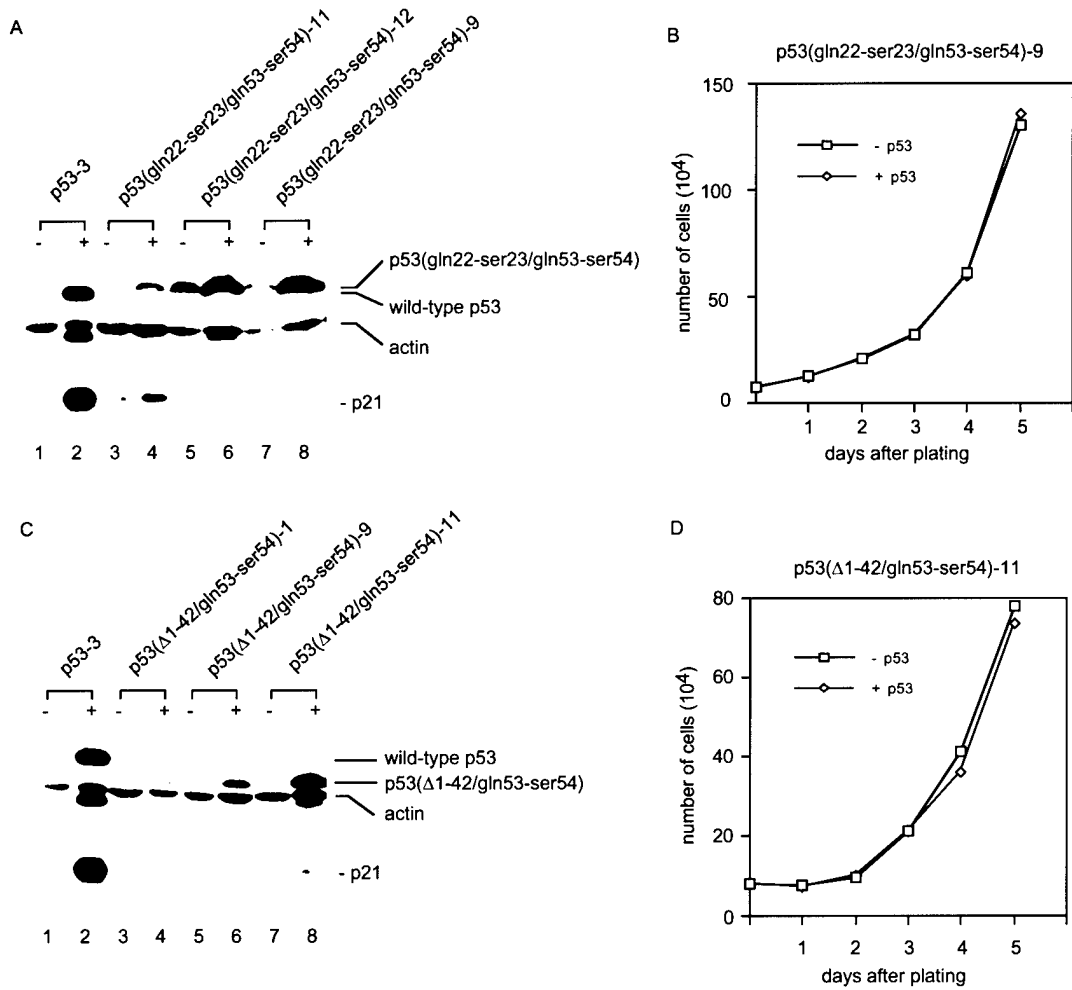 A
p53-3
p53(gln22-ser23/gln53-ser54)-11
p53(gln22-ser23/gln53-ser54)-12
p53(gln22-ser23/gln53-ser54)-9
- + - + - + - +
p53(gln22-ser23/gln53-ser54)
wild-type p53
actin
- p21
1 2 3 4 5 6 7 8
B
p53(gln22-ser23/gln53-ser54)-9
number of cells (10⁴)
150
100
50
0
- p53
+ p53
1 2 3 4 5
days after plating
C
p53-3
p53(Δ1-42/gln53-ser54)-1
p53(Δ1-42/gln53-ser54)-9
p53(Δ1-42/gln53-ser54)-11
- + - + - + - +
wild-type p53
p53(Δ1-42/gln53-ser54)
actin
- p21
1 2 3 4 5 6 7 8
D
p53(Δ1-42/gln53-ser54)-11
number of cells (10⁴)
80
60
40
20
0
- p53
+ p53
1 2 3 4 5
days after plating